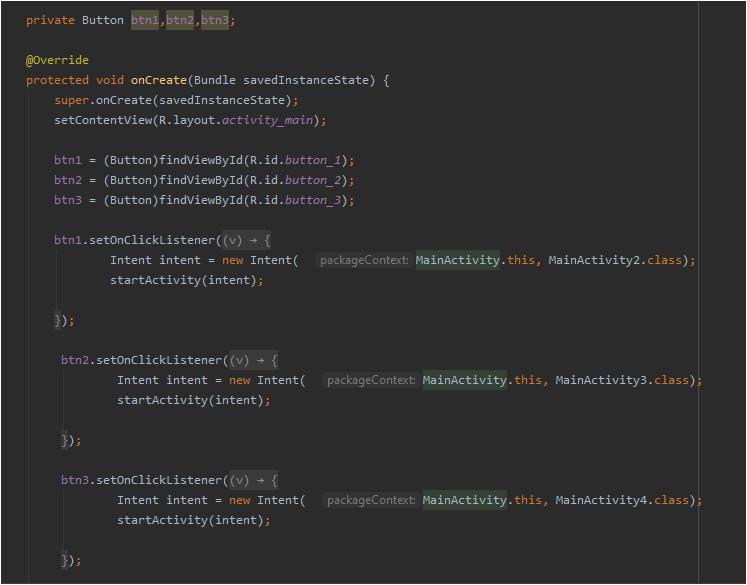 private Button btn1,btn2,btn3;
@Override
protected void onCreate(Bundle savedInstanceState) {
super.onCreate(savedInstanceState);
setContentView(R.layout.activity_main);
btn1 = (Button)findViewById(R.id.button_1);
btn2 = (Button)findViewById(R.id.button_2);
btn3 = (Button)findViewById(R.id.button_3);
btn1.setOnClickListener((v) → {
Intent intent = new Intent( packageContext: MainActivity.this, MainActivity2.class);
startActivity(intent);
});
btn2.setOnClickListener((v) → {
Intent intent = new Intent( packageContext: MainActivity.this, MainActivity3.class);
startActivity(intent);
});
btn3.setOnClickListener((v) → {
Intent intent = new Intent( packageContext: MainActivity.this, MainActivity4.class);
startActivity(intent);
});